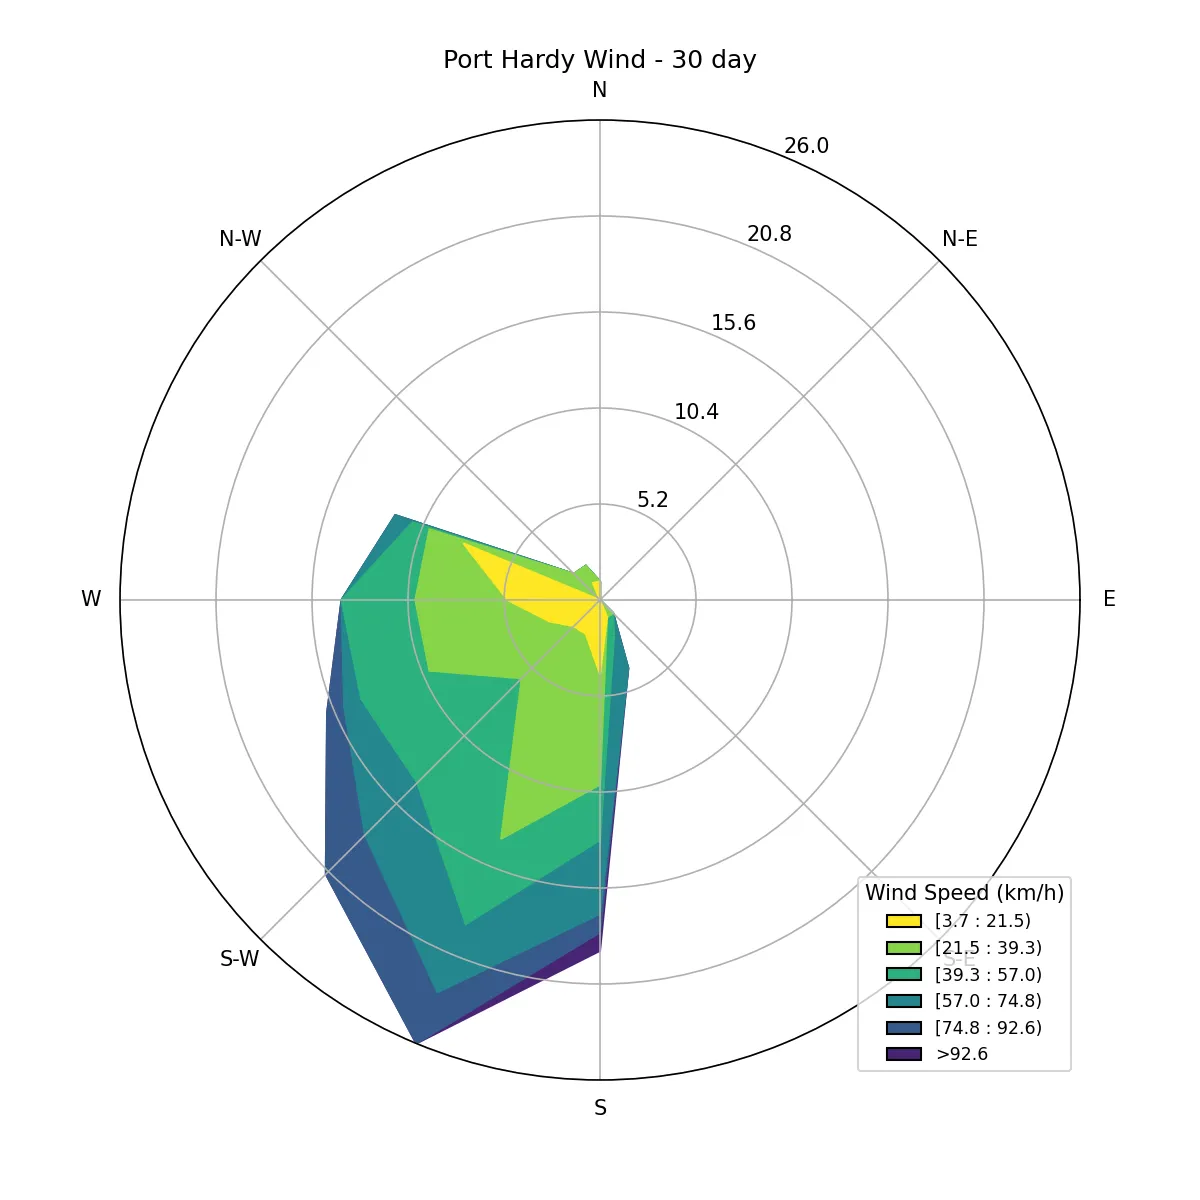 Port Hardy Wind - 30 day
N
26.0
N-W
N-E
20.8
15.6
10.4
5.2
W
E
S-W
S-E
S
Wind Speed (km/h)
[3.7 : 21.5)
[21.5 : 39.3)
[39.3 : 57.0)
[57.0 : 74.8)
[74.8 : 92.6)
>92.6